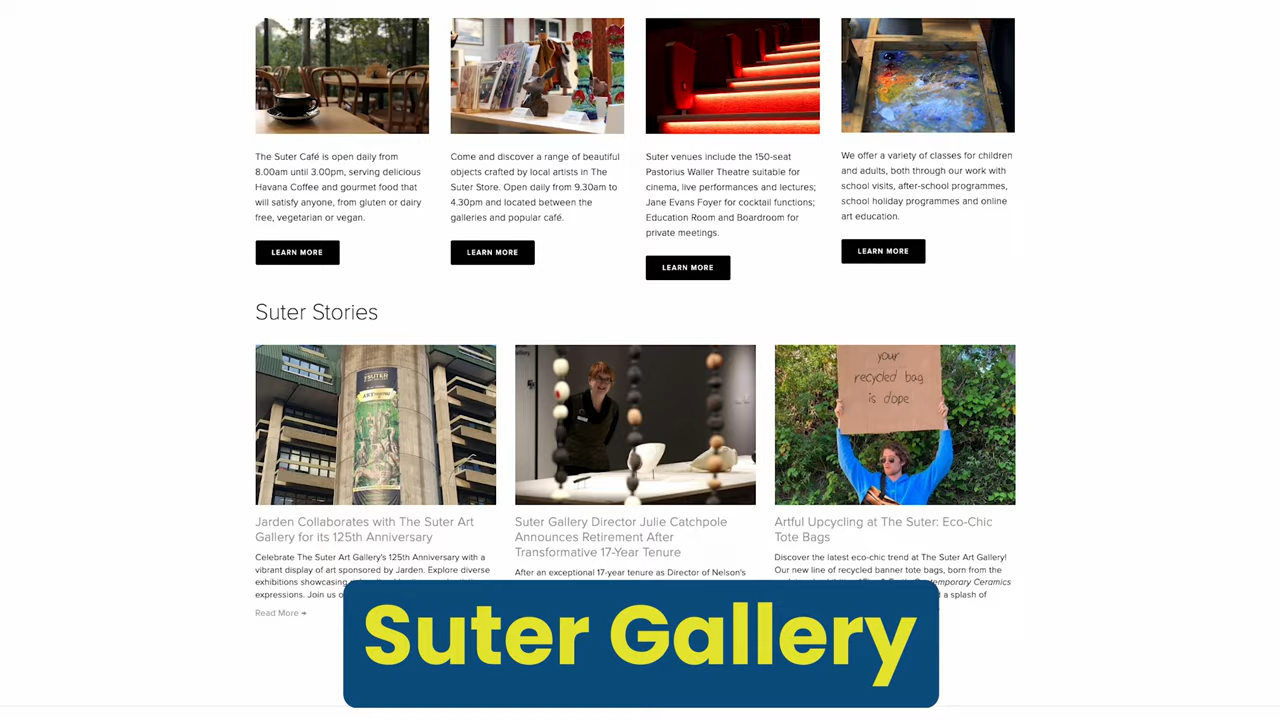 The Suter Café is open daily from
8.00am until 3.00pm, serving delicious
Havana Coffee and gourmet food that
will satisfy anyone, from gluten or dairy
free, vegetarian or vegan.
LEARN MORE
Come and discover a range of beautiful
objects crafted by local artists in The
Suter Store. Open daily from 9.30am to
4.30pm and located between the
galleries and popular café.
LEARN MORE
Suter venues include the 150-seat
Pastorius Waller Theatre suitable for
cinema, live performances and lectures;
Jane Evans Foyer for cocktail functions;
Education Room and Boardroom for
private meetings.
LEARN MORE
We offer a variety of classes for children
and adults, both through our work with
school visits, after-school programmes,
school holiday programmes and online
art education.
LEARN MORE
Suter Stories
SUTER
ART
your
recycled bag
is dope
Jarden Collaborates with The Suter Art
Gallery for its 125th Anniversary
Celebrate The Suter Art Gallery's 125th Anniversary with a
vibrant display of art sponsored by Jarden. Explore diverse
exhibitions showcasing
expressions. Join us
Read More →
Suter Gallery Director Julie Catchpole
Announces Retirement After
Transformative 17-Year Tenure
After an exceptional 17-year tenure as Director of Nelson's
Artful Upcycling at The Suter: Eco-Chic
Tote Bags
Discover the latest eco-chic trend at The Suter Art Gallery!
Our new line of recycled banner tote bags, born from the
Contemporary Ceramics
a splash of
Suter Gallery